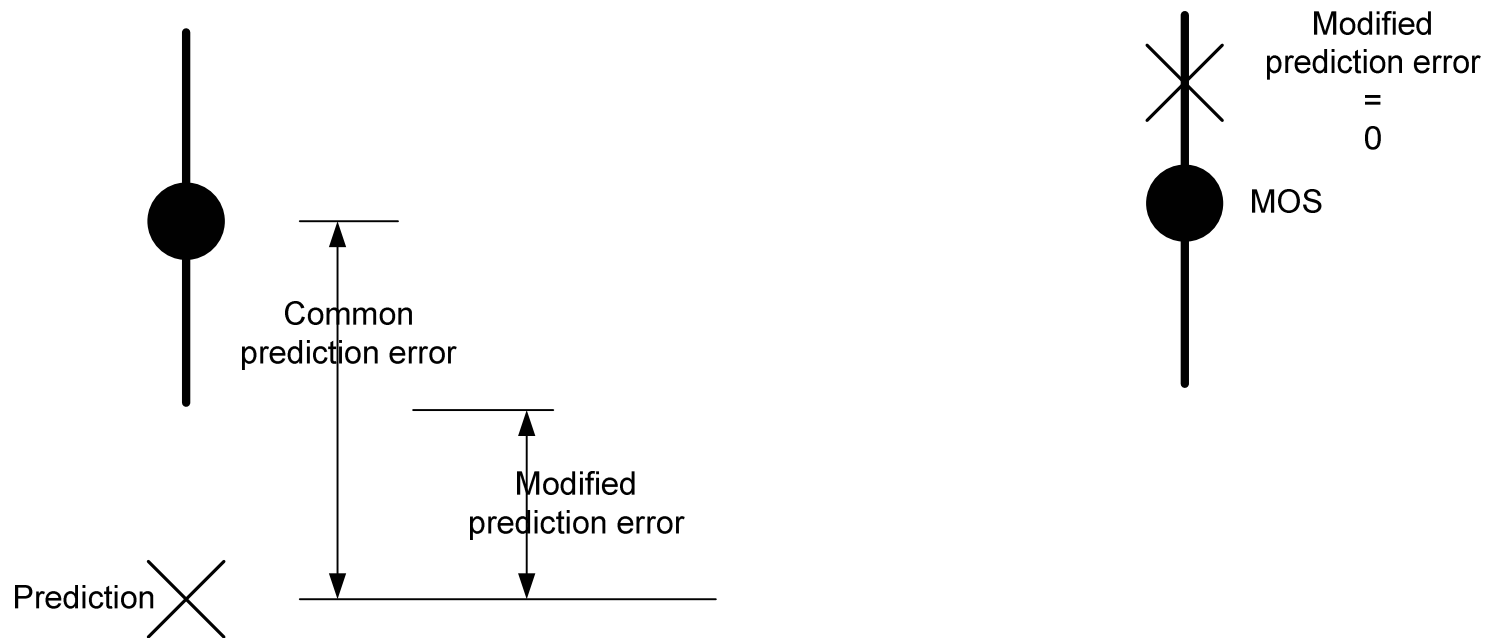 Modified
prediction error
=
0
MOS
Common
prediction error
Modified
prediction error
Prediction